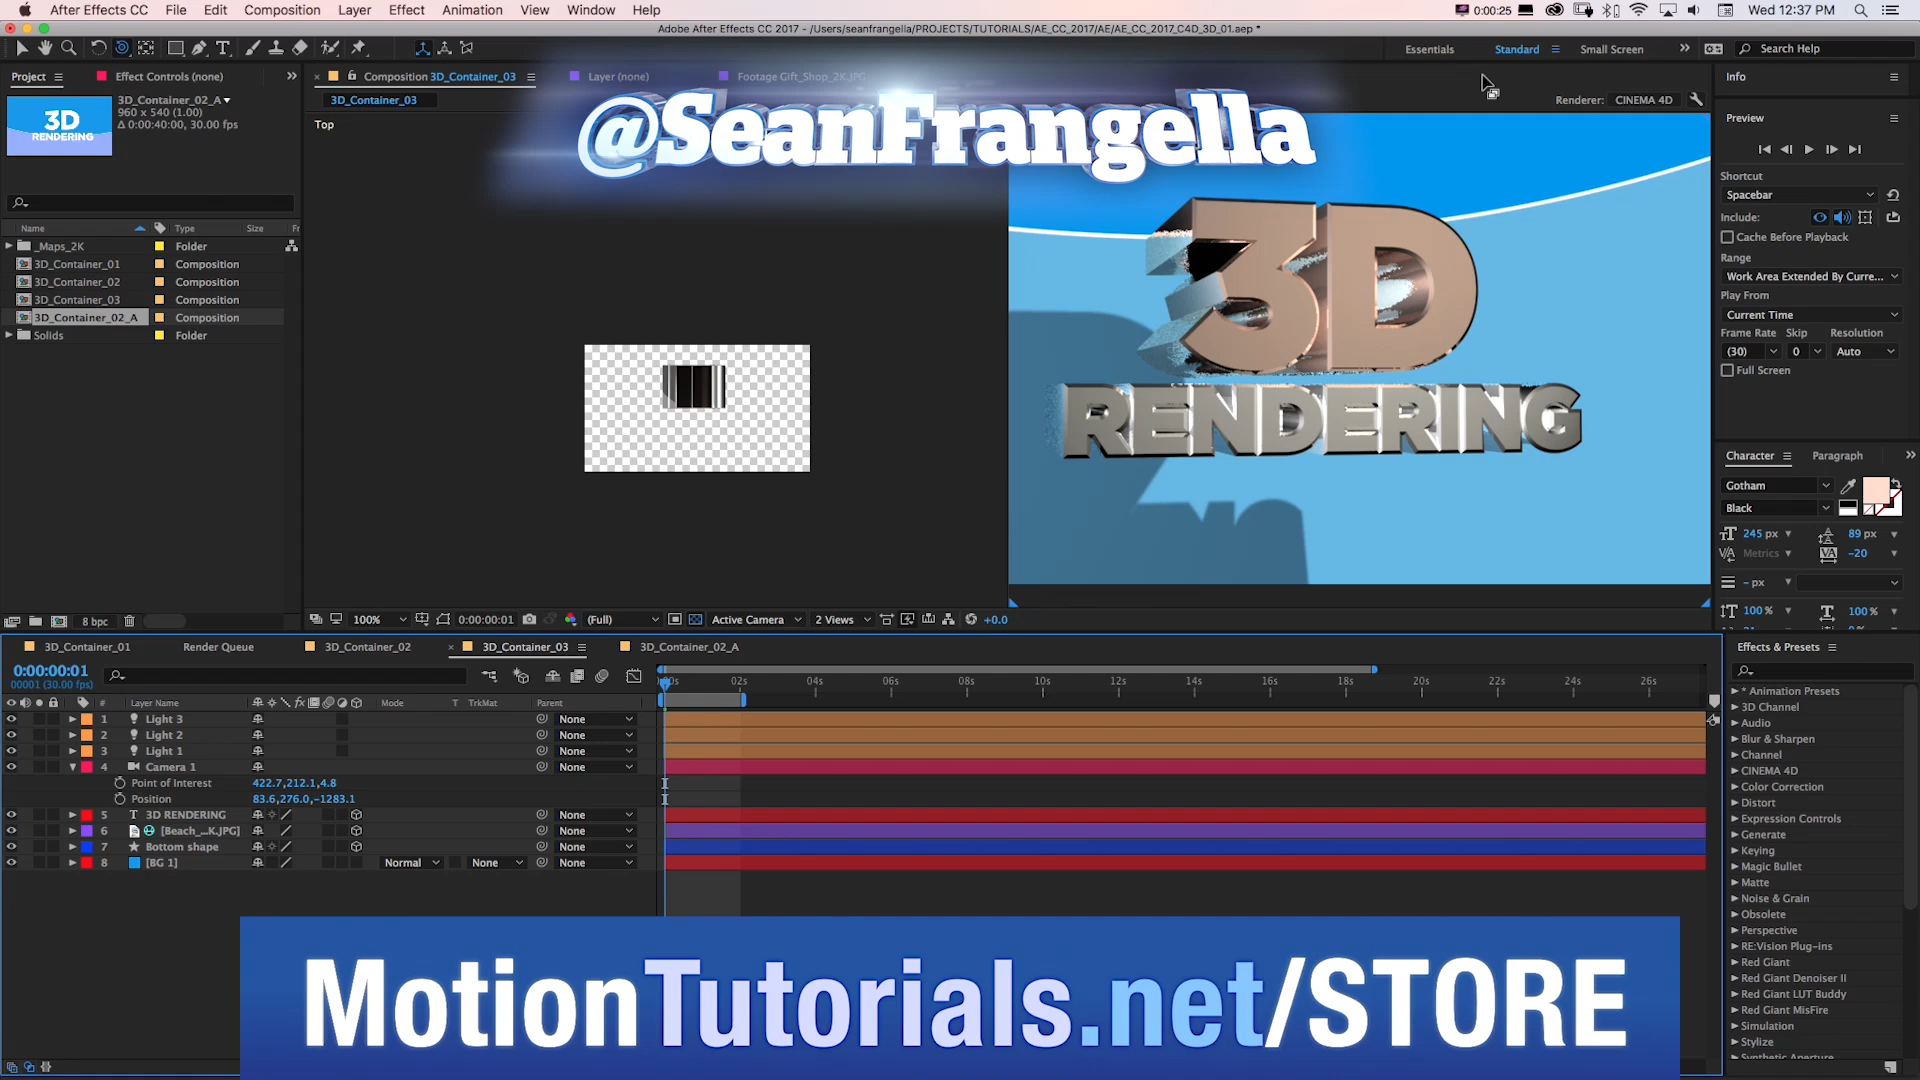 After Effects CC File Edit Composition Layer Effect Animation View Window Help 0:00:25 Wed 12:37 PM
Adobe After Effects CC 2017 - /Users/seanfrangella/PROJECTS/TUTORIALS/AE_CC_2017/AE/AE_CC_2017_C4D_3D_01.aep *
Essentials Standard Small Screen Search Help
Project Effect Controls (none) Composition 3D_Container_03 Layer (none) Footage Gift_Shop_2K.JPG Info
3D_Container_02_A
960 x 540 (1.00)
Δ 0:00:40:00, 30.00 fps
3D
RENDERING
3D_Container_03 Renderer: CINEMA 4D
Top
@SeanFrangella
3D
RENDERING
Name Type Size Fr
_Maps_2K Folder
3D_Container_01 Composition
3D_Container_02 Composition
3D_Container_03 Composition
3D_Container_02_A Composition
Solids Folder
8 bpc
100% 0:00:00:01 (Full) Active Camera 2 Views +0.0
Preview
Shortcut
Spacebar
Include:
Cache Before Playback
Range
Work Area Extended By Curre...
Play From
Current Time
Frame Rate Skip Resolution
(30) 0 Auto
Full Screen
Character Paragraph
Gotham
Black
245 px 89 px
Metrics -20
- px
100 % 100 %
3D_Container_01 Render Queue 3D_Container_02 3D_Container_03 3D_Container_02_A
0:00:00:01
00001 (30.00 fps)
:00s 02s 04s 06s 08s 10s 12s 14s 16s 18s 20s 22s 24s 26s
# Layer Name Mode T TrkMat Parent
1 Light 3 None
2 Light 2 None
3 Light 1 None
4 Camera 1 None
Point of Interest 422.7,212.1,4.8
Position 83.6,276.0,-1283.1
5 T 3D RENDERING None
6 [Beach_...K.JPG] None
7 Bottom shape None
8 [BG 1] Normal None None
Effects & Presets
* Animation Presets
3D Channel
Audio
Blur & Sharpen
Channel
CINEMA 4D
Color Correction
Distort
Expression Controls
Generate
Keying
Magic Bullet
Matte
Noise & Grain
Obsolete
Perspective
RE:Vision Plug-ins
Red Giant
Red Giant Denoiser II
Red Giant LUT Buddy
Red Giant MisFire
Simulation
Stylize
Synthetic Aperture
MotionTutorials.net/STORE